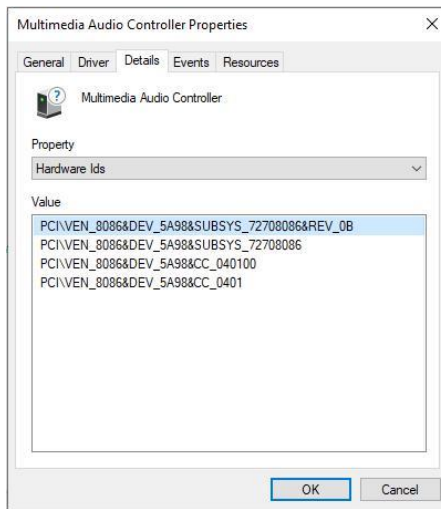 Multimedia Audio Controller Properties
General Driver Details Events Resources
Multimedia Audio Controller
Property
Hardware Ids
Value
PCI\VEN_8086&DEV_5A98&SUBSYS_72708086&REV_0B
PCI\VEN_8086&DEV_5A98&SUBSYS_72708086
PCI\VEN_8086&DEV_5A98&CC_040100
PCI\VEN_8086&DEV_5A98&CC_0401
OK Cancel